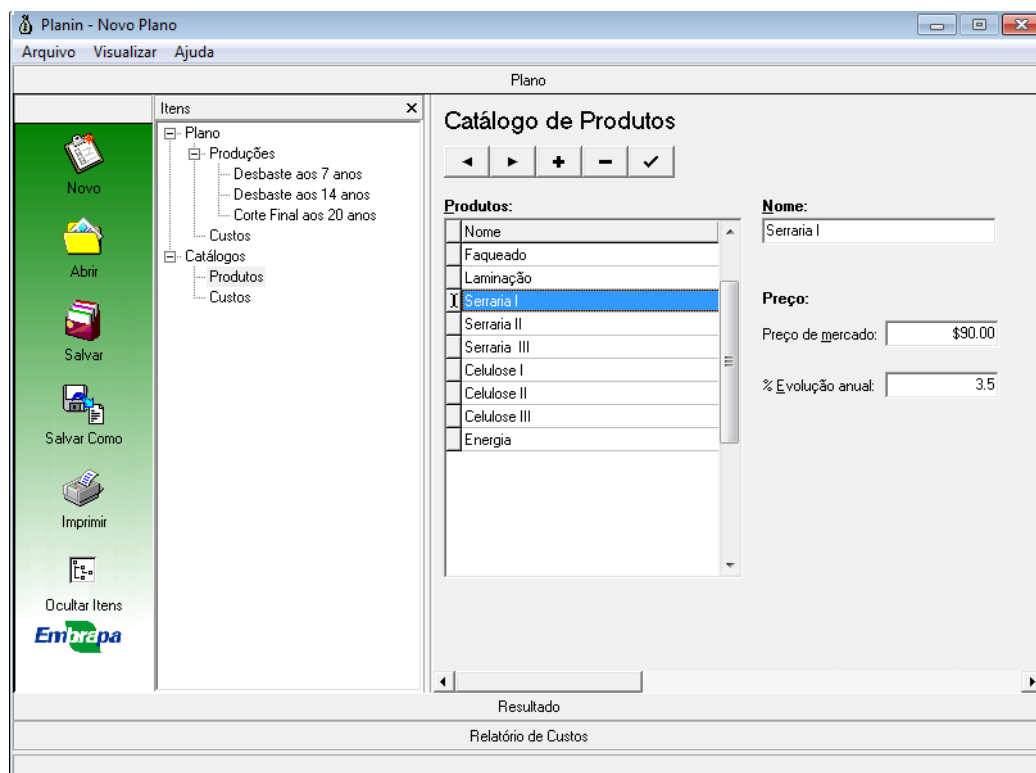 Planin - Novo Plano
Arquivo Visualizar Ajuda
Plano
Novo
Abrir
Salvar
Salvar Como
Imprimir
Ocultar Itens
Embrapa
Itens
Plano
Produções
Desbaste aos 7 anos
Desbaste aos 14 anos
Corte Final aos 20 anos
Custos
Catálogos
Produtos
Custos
Catálogo de Produtos
Produtos:
Nome
Faqueado
Laminação
Serraria I
Serraria II
Serraria III
Celulose I
Celulose II
Celulose III
Energia
Nome:
Serraria I
Preço:
Preço de mercado: $90.00
% Evolução anual: 3.5
Resultado
Relatório de Custos